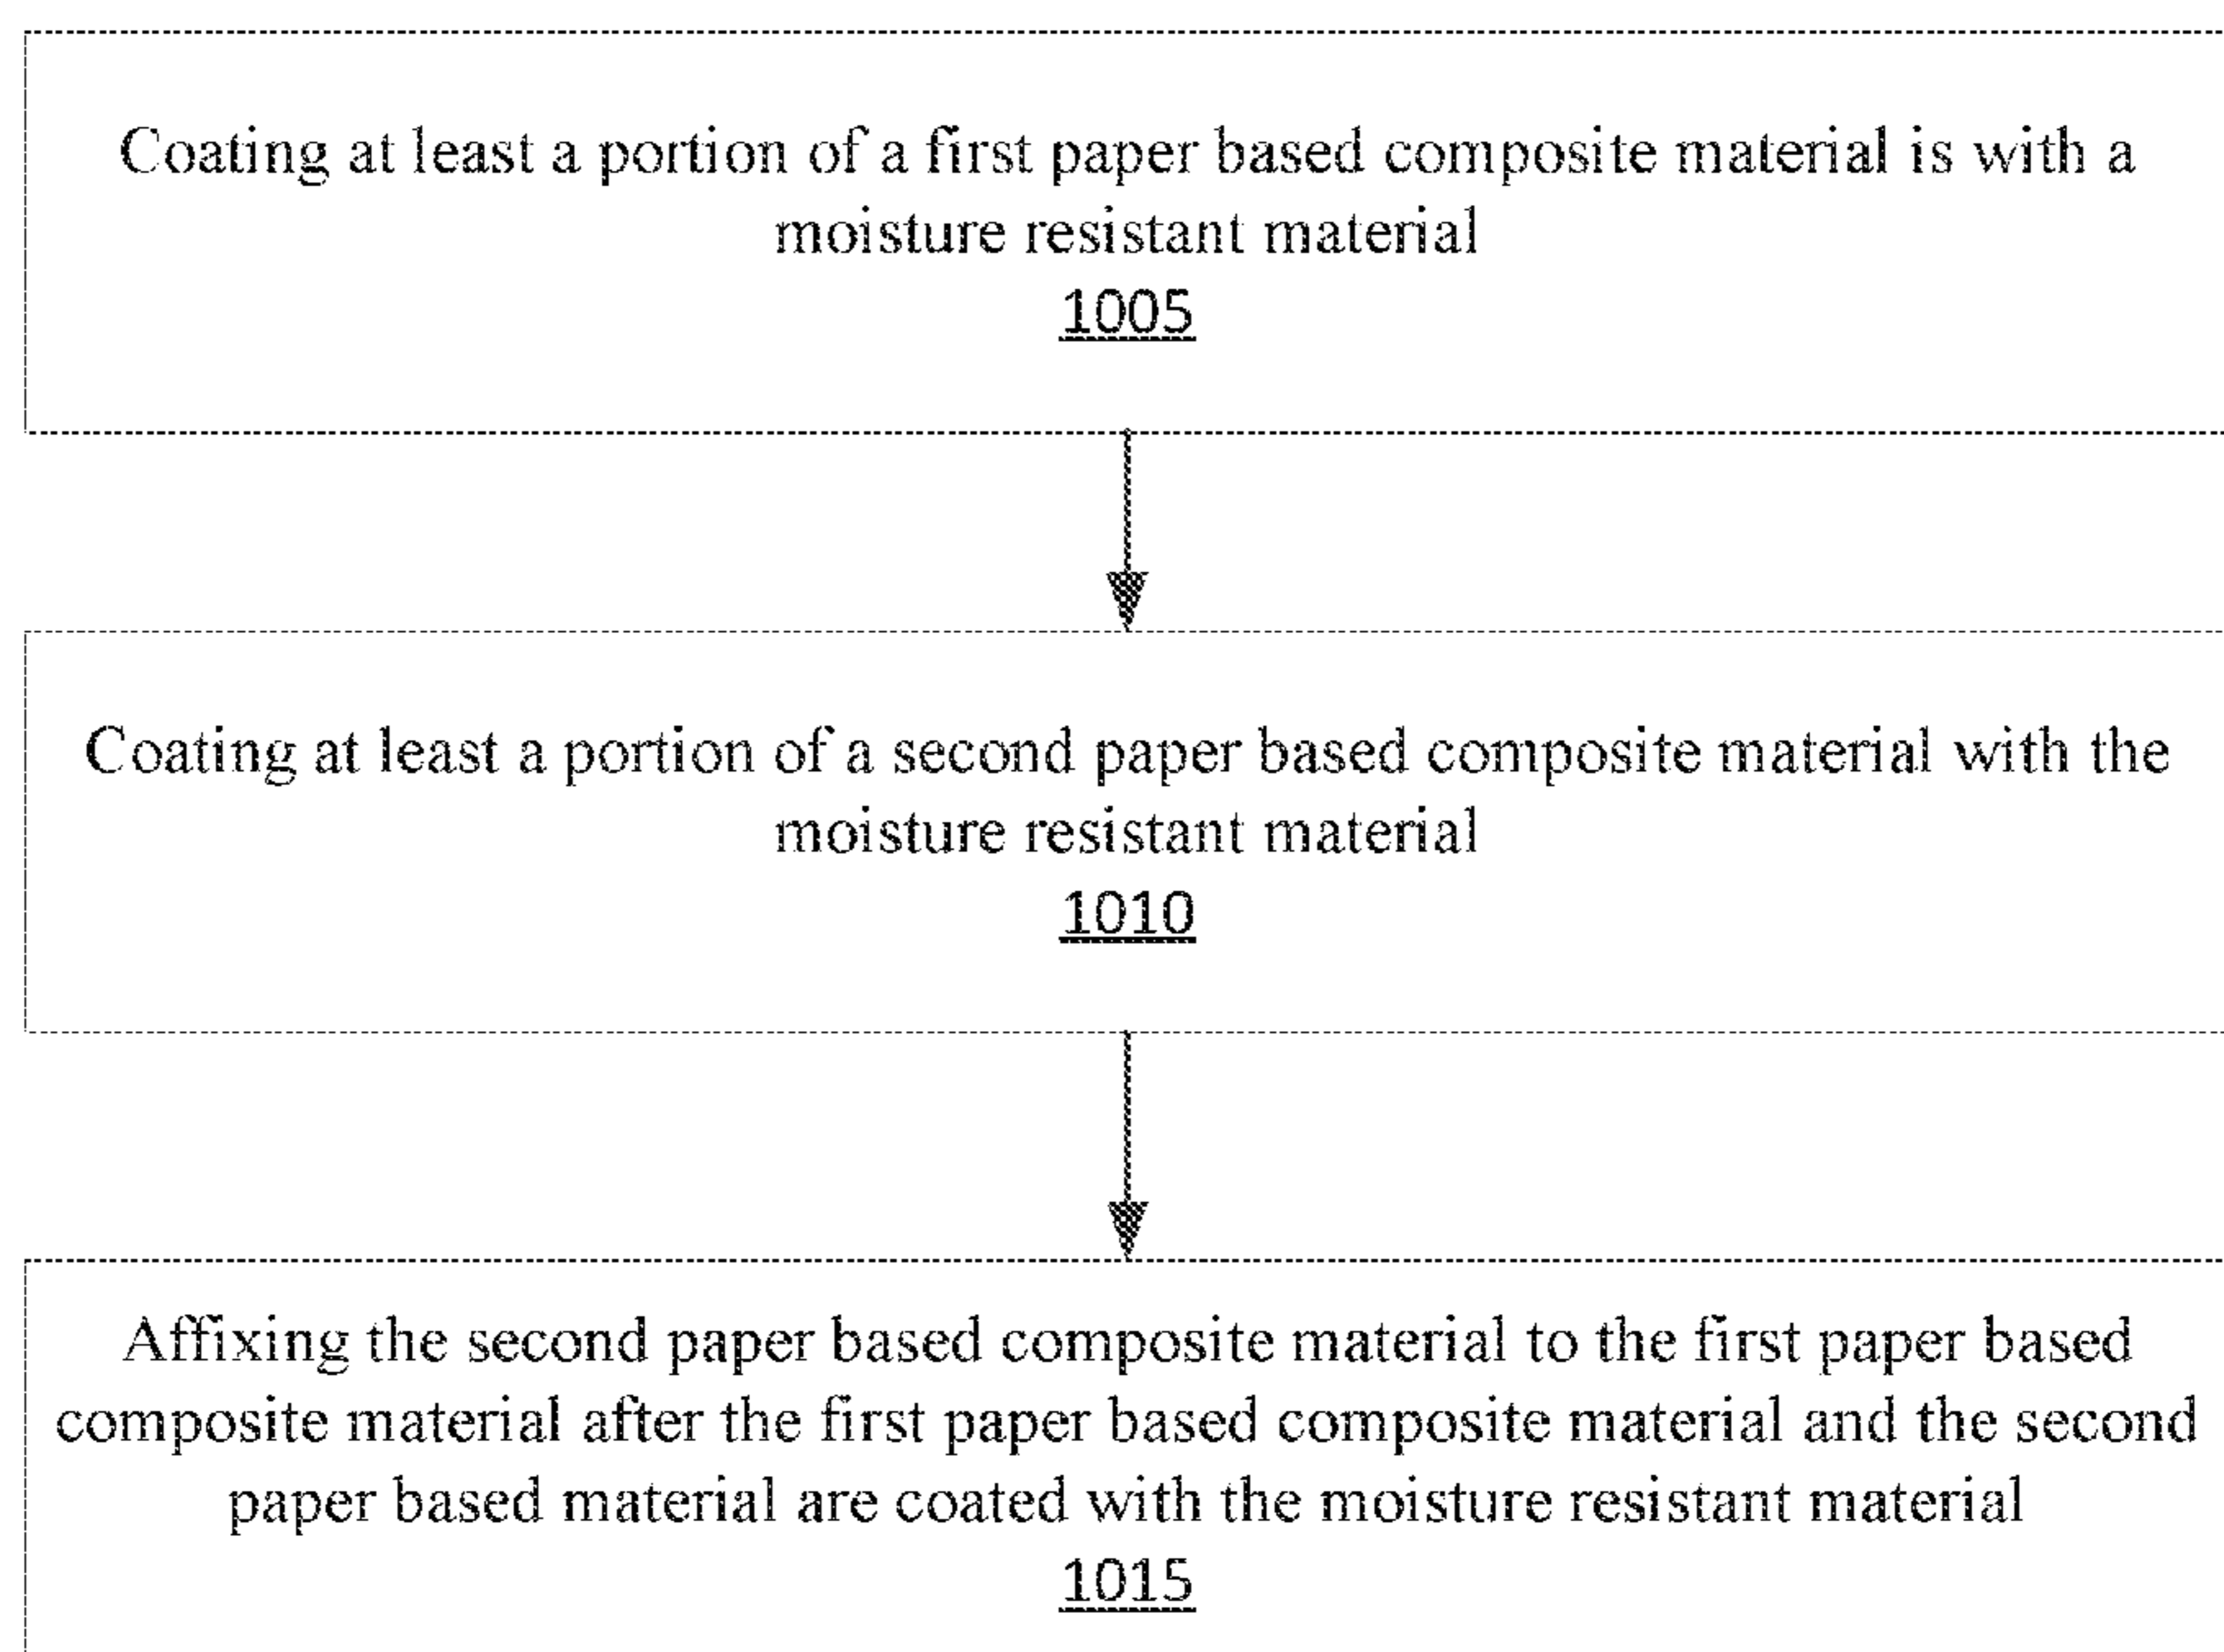 Coating at least a portion of a first paper based composite material is with a
moisture resistant material
1005
Coating at least a portion of a second paper based composite material with the
moisture resistant material
1010
Affixing the second paper based composite material to the first paper based
composite material after the first paper based composite material and the second
paper based material are coated with the moisture resistant material
1015